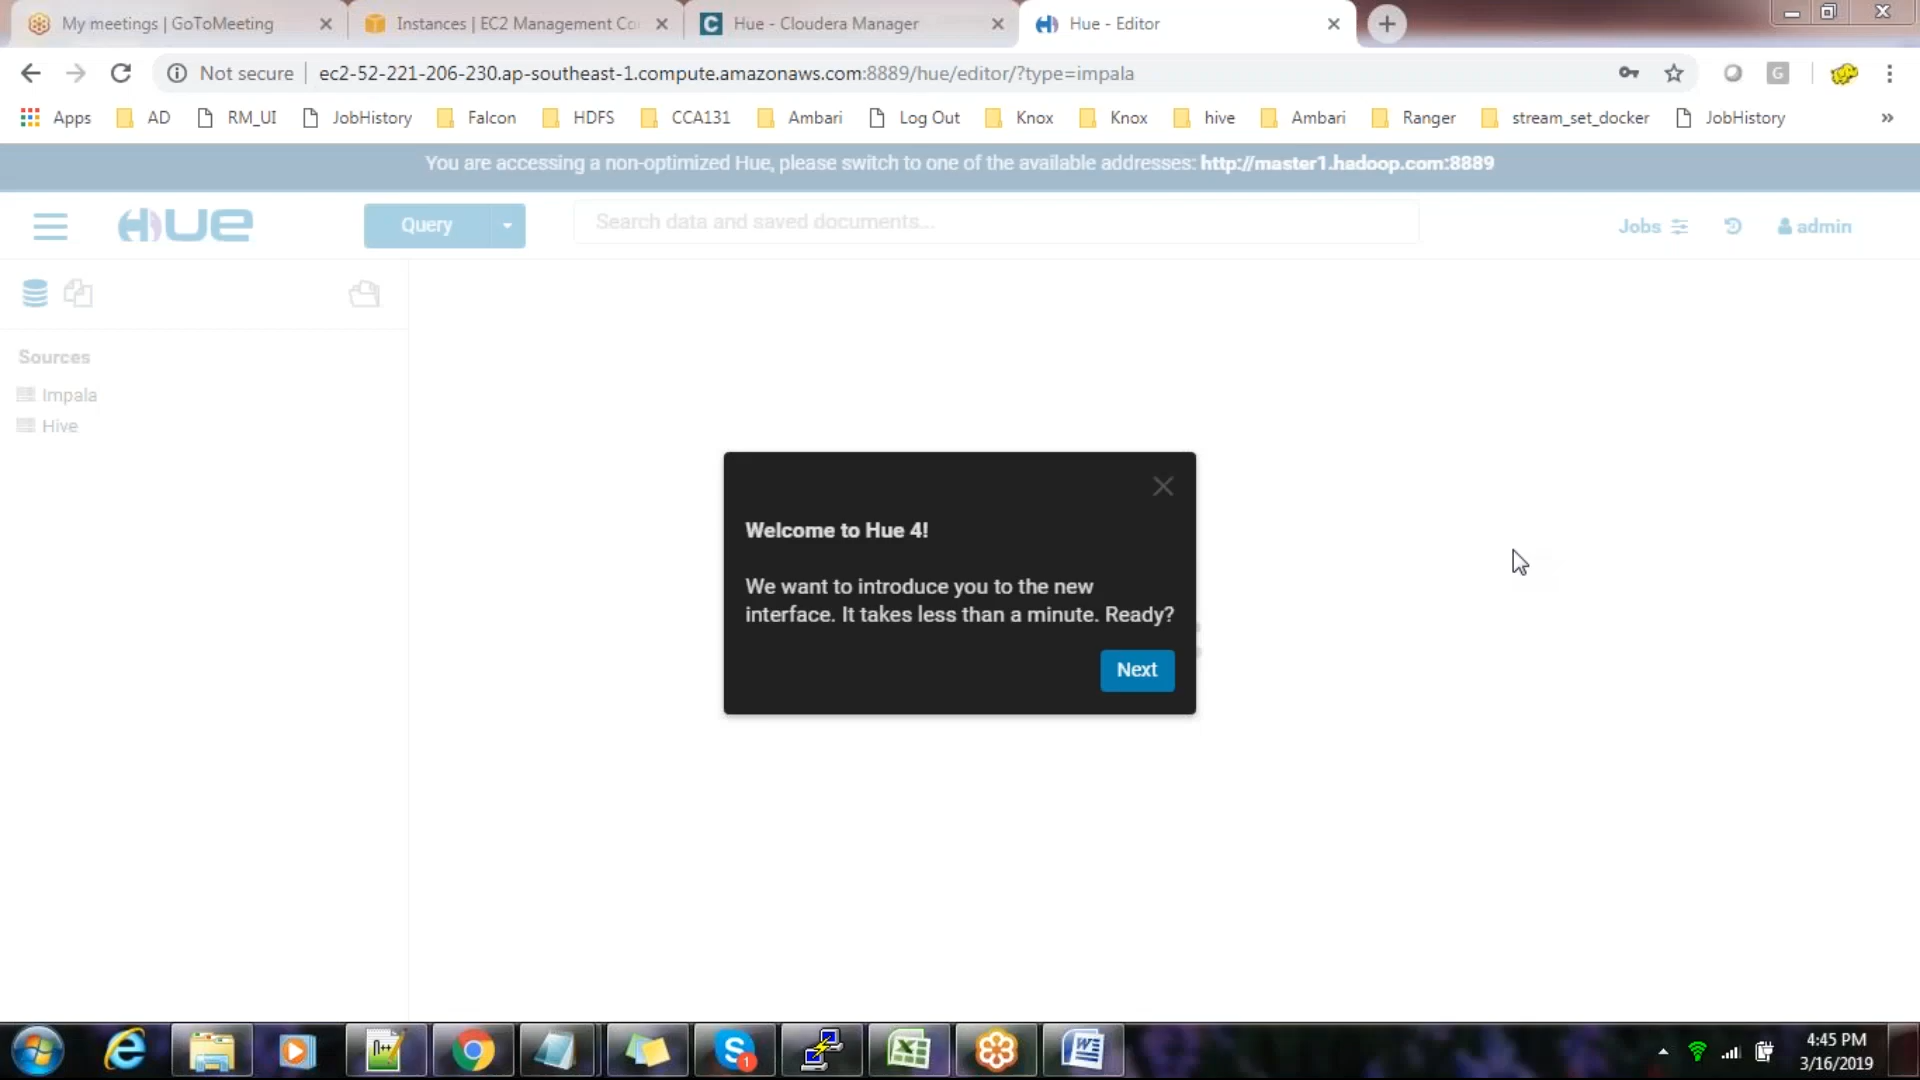 My meetings | GoToMeeting
Instances | EC2 Management Co
Hue - Cloudera Manager
Hue - Editor
Not secure
ec2-52-221-206-230.ap-southeast-1.compute.amazonaws.com:8889/hue/editor/?type=impala
G
Apps
AD
RM_UI
JobHistory
Falcon
HDFS
CCA131
Ambari
Log Out
Knox
Knox
hive
Ambari
Ranger
stream_set_docker
JobHistory
»
You are accessing a non-optimized Hue, please switch to one of the available addresses: http://master1.hadoop.com:8889
HUE
Query
Search data and saved documents...
Jobs
admin
Sources
Impala
Hive
Welcome to Hue 4!
We want to introduce you to the new
interface. It takes less than a minute. Ready?
Next
4:45 PM
3/16/2019